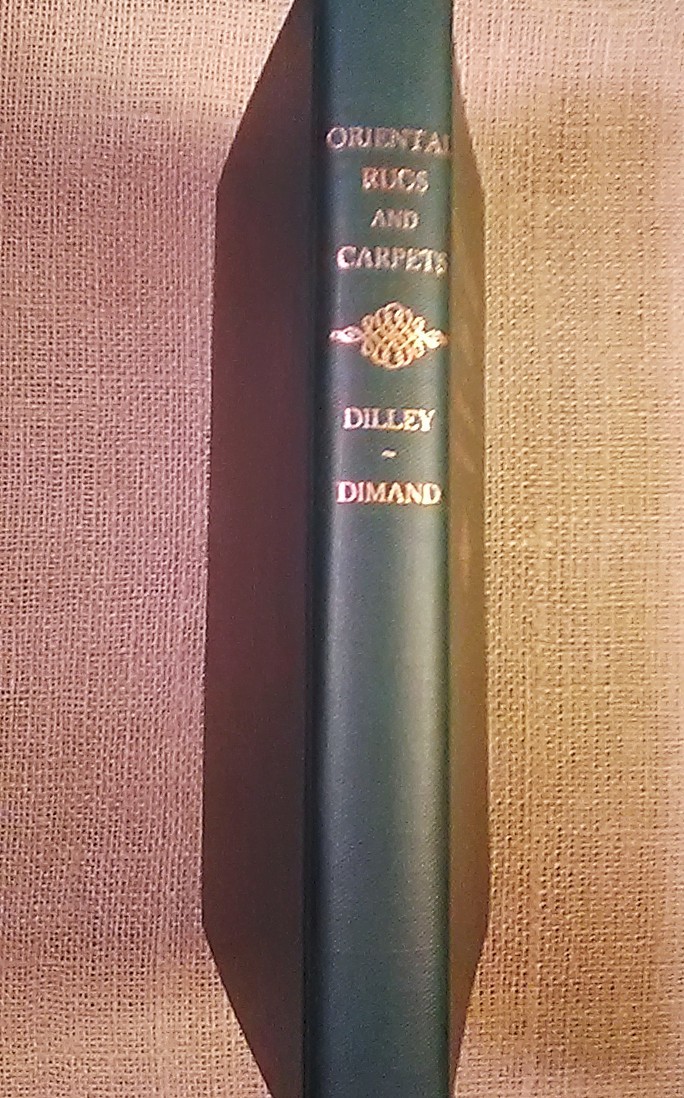 ORIENTAL
RUGS
AND
CARPETS
DILLEY
~
DIMAND